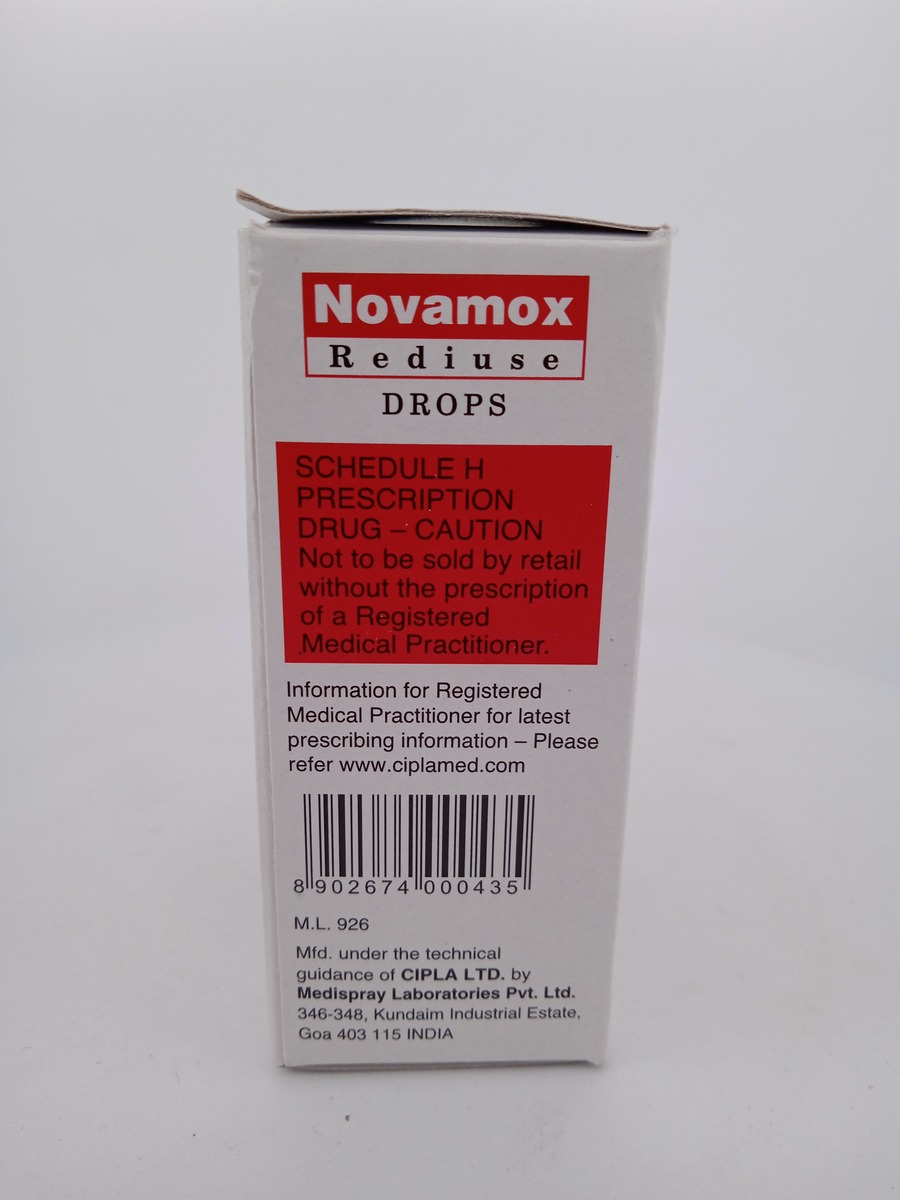 Novamox
Rediuse
DROPS
SCHEDULE H
PRESCRIPTION
DRUG – CAUTION
Not to be sold by retail
without the prescription
of a Registered
Medical Practitioner.
Information for Registered
Medical Practitioner for latest
prescribing information – Please
refer www.ciplamed.com
8 902674 000435
M.L. 926
Mfd. under the technical
guidance of CIPLA LTD. by
Medispray Laboratories Pvt. Ltd.
346-348, Kundaim Industrial Estate,
Goa 403 115 INDIA